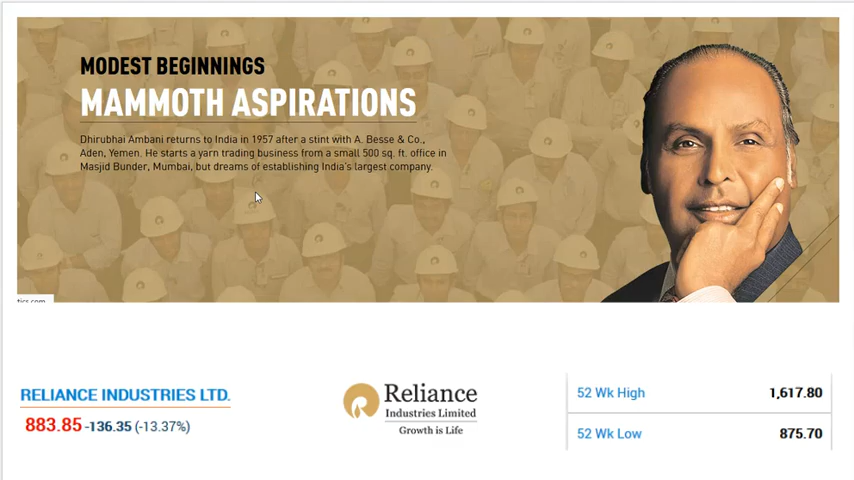 MODEST BEGINNINGS
MAMMOTH ASPIRATIONS
Dhirubhai Ambani returns to India in 1957 after a stint with A. Besse & Co.,
Aden, Yemen. He starts a yarn trading business from a small 500 sq. ft. office in
Masjid Bunder, Mumbai, but dreams of establishing India's largest company.
RELIANCE INDUSTRIES LTD.
883.85 -136.35 (-13.37%)
Reliance
Industries Limited
Growth is Life
52 Wk High 1,617.80
52 Wk Low 875.70